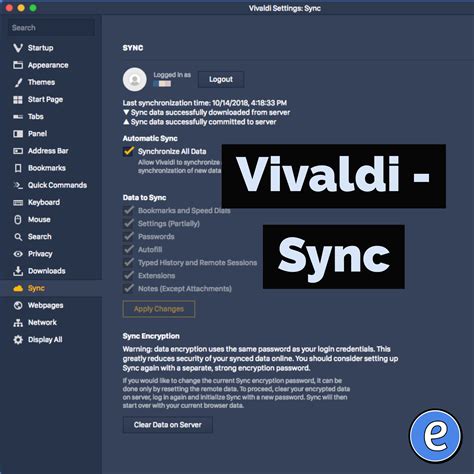 Vivaldi Settings: Sync
Search
Startup
Appearance
Themes
Start Page
Tabs
Panel
Address Bar
Bookmarks
Quick Commands
Keyboard
Mouse
Search
Privacy
Downloads
Sync
Webpages
Network
Display All
SYNC
Logged in as
Logout
Last synchronization time: 10/14/2018, 4:18:33 PM
▼ Sync data successfully downloaded from server
▲ Sync data successfully committed to server
Automatic Sync
Synchronize All Data
Allow Vivaldi to synchronize a
synchronization of new data
Data to Sync
Bookmarks and Speed Dials
Settings (Partially)
Passwords
Autofill
Typed History and Remote Sessions
Extensions
Notes (Except Attachments)
Apply Changes
Sync Encryption
Warning: data encryption uses the same password as your login credentials. This
greatly reduces security of your synced data online. You should consider setting up
Sync again with a separate, strong encryption password.
If you would like to change the current Sync encryption password, it can be
done only by resetting the remote data. To proceed, clear your encrypted data
on server, log in again and initialize Sync with a new password. Sync will then
start over with your current browser data.
Clear Data on Server
Vivaldi -
Sync
e